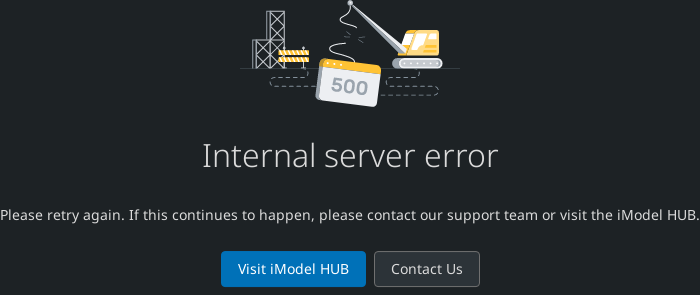 500
Internal server error
Please retry again. If this continues to happen, please contact our support team or visit the iModel HUB.
Visit iModel HUB
Contact Us